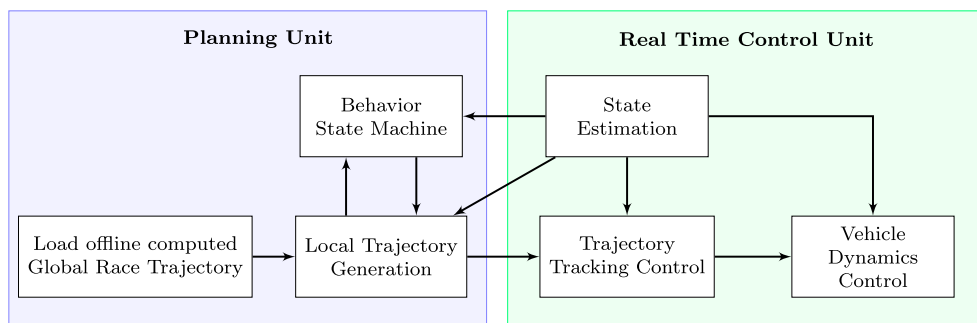 Planning Unit
Real Time Control Unit
Behavior
State Machine
State
Estimation
Load offline computed
Global Race Trajectory
Local Trajectory
Generation
Trajectory
Tracking Control
Vehicle
Dynamics
Control